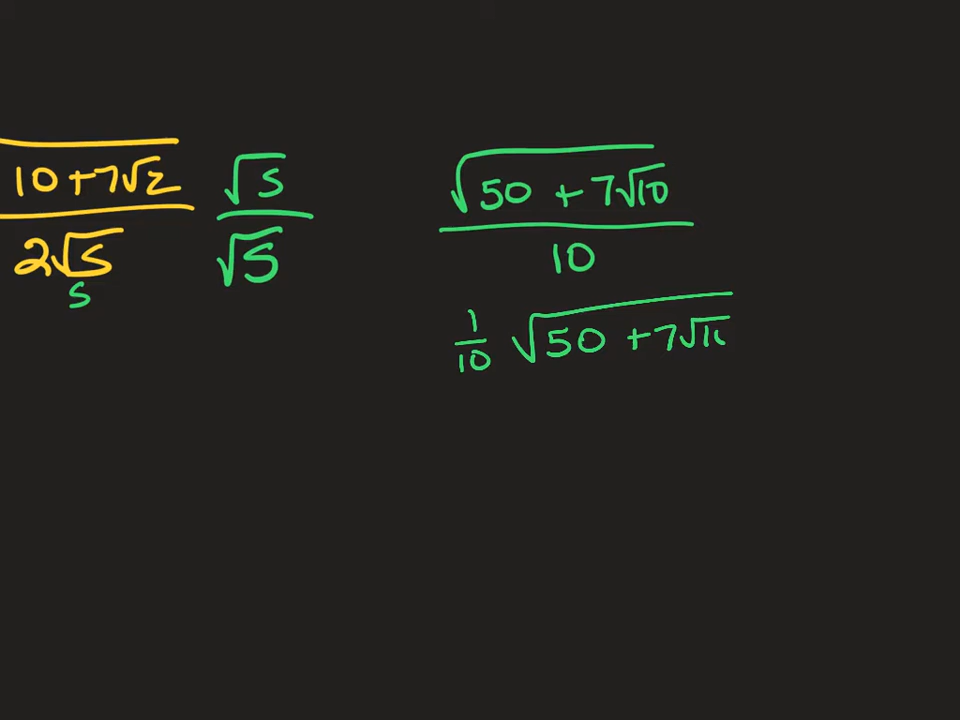 √(10+7√2) / 2√5 · √5 / √5
5
√(50 + 7√10) / 10
1/10 √(50 + 7√10